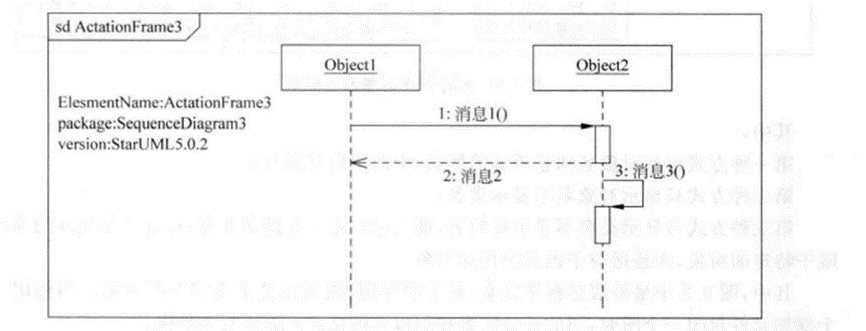 sd ActationFrame3
Object1
Object2
ElesmentName:ActationFrame3
package:SequenceDiagram3
version:StarUML5.0.2
1: 消息1()
2: 消息2
3: 消息3()